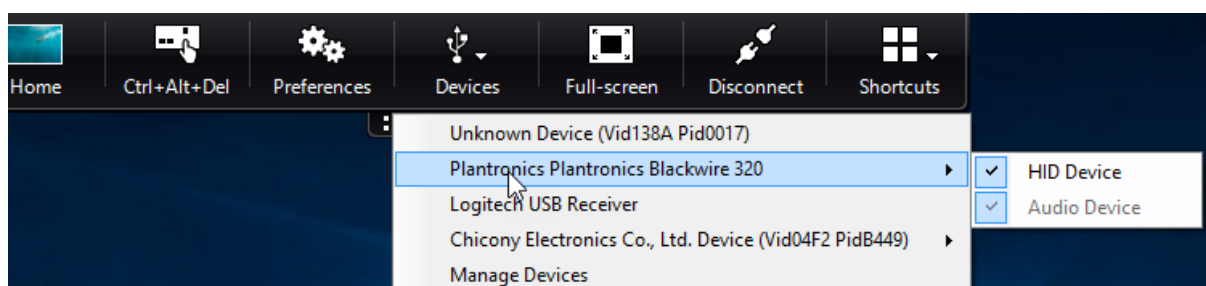 Home Ctrl+Alt+Del Preferences Devices Full-screen Disconnect Shortcuts
Unknown Device (Vid138A Pid0017)
Plantronics Plantronics Blackwire 320
HID Device
Logitech USB Receiver
Audio Device
Chicony Electronics Co., Ltd. Device (Vid04F2 PidB449)
Manage Devices